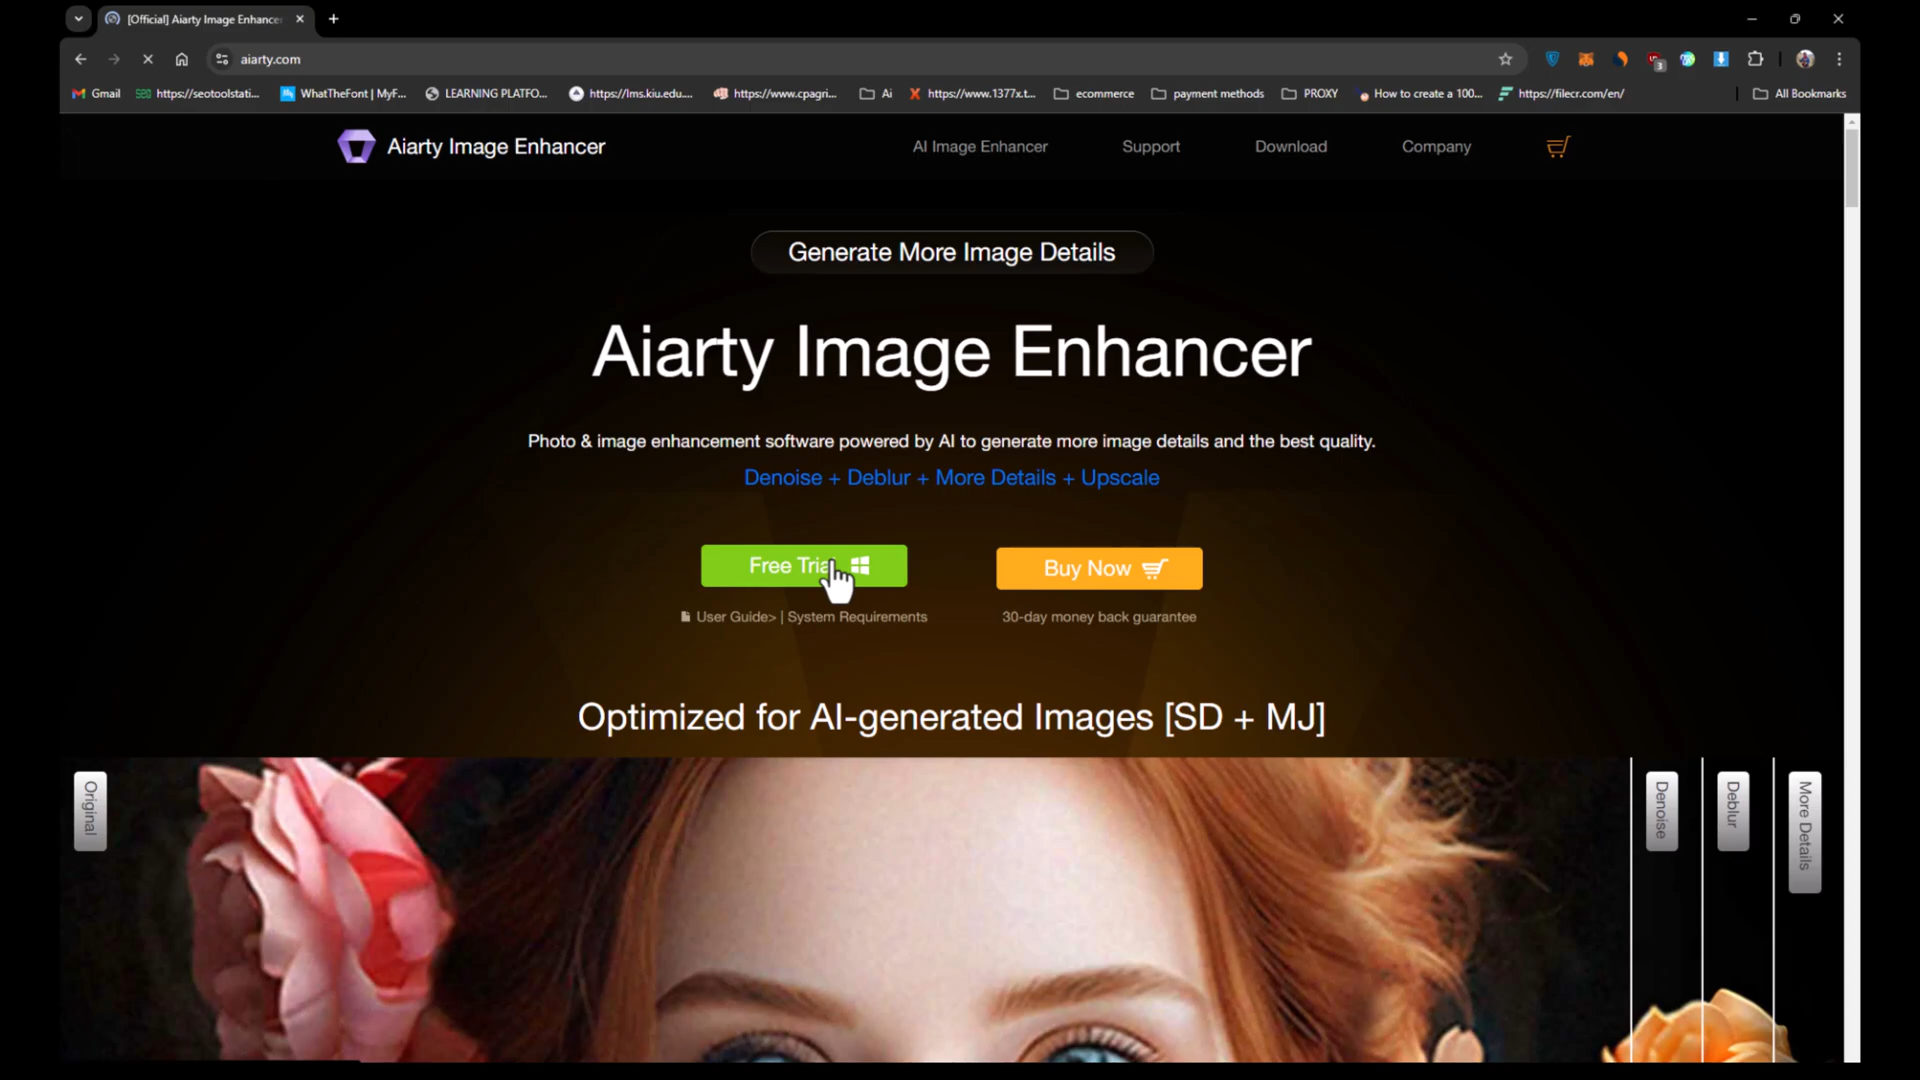 [Official] Aiarty Image Enhancer
aiarty.com
3
Gmail
https://seotoolstati...
WhatTheFont | MyF...
LEARNING PLATFO...
https://lms.kiu.edu....
https://www.cpagri...
Ai
https://www.1377x.t...
ecommerce
payment methods
PROXY
How to create a 100...
https://filecr.com/en/
All Bookmarks
Aiarty Image Enhancer
AI Image Enhancer
Support
Download
Company
Generate More Image Details
Aiarty Image Enhancer
Photo & image enhancement software powered by AI to generate more image details and the best quality.
Denoise + Deblur + More Details + Upscale
Free Trial
Buy Now
User Guide> | System Requirements
30-day money back guarantee
Optimized for AI-generated Images [SD + MJ]
Original
Denoise
Deblur
More Details